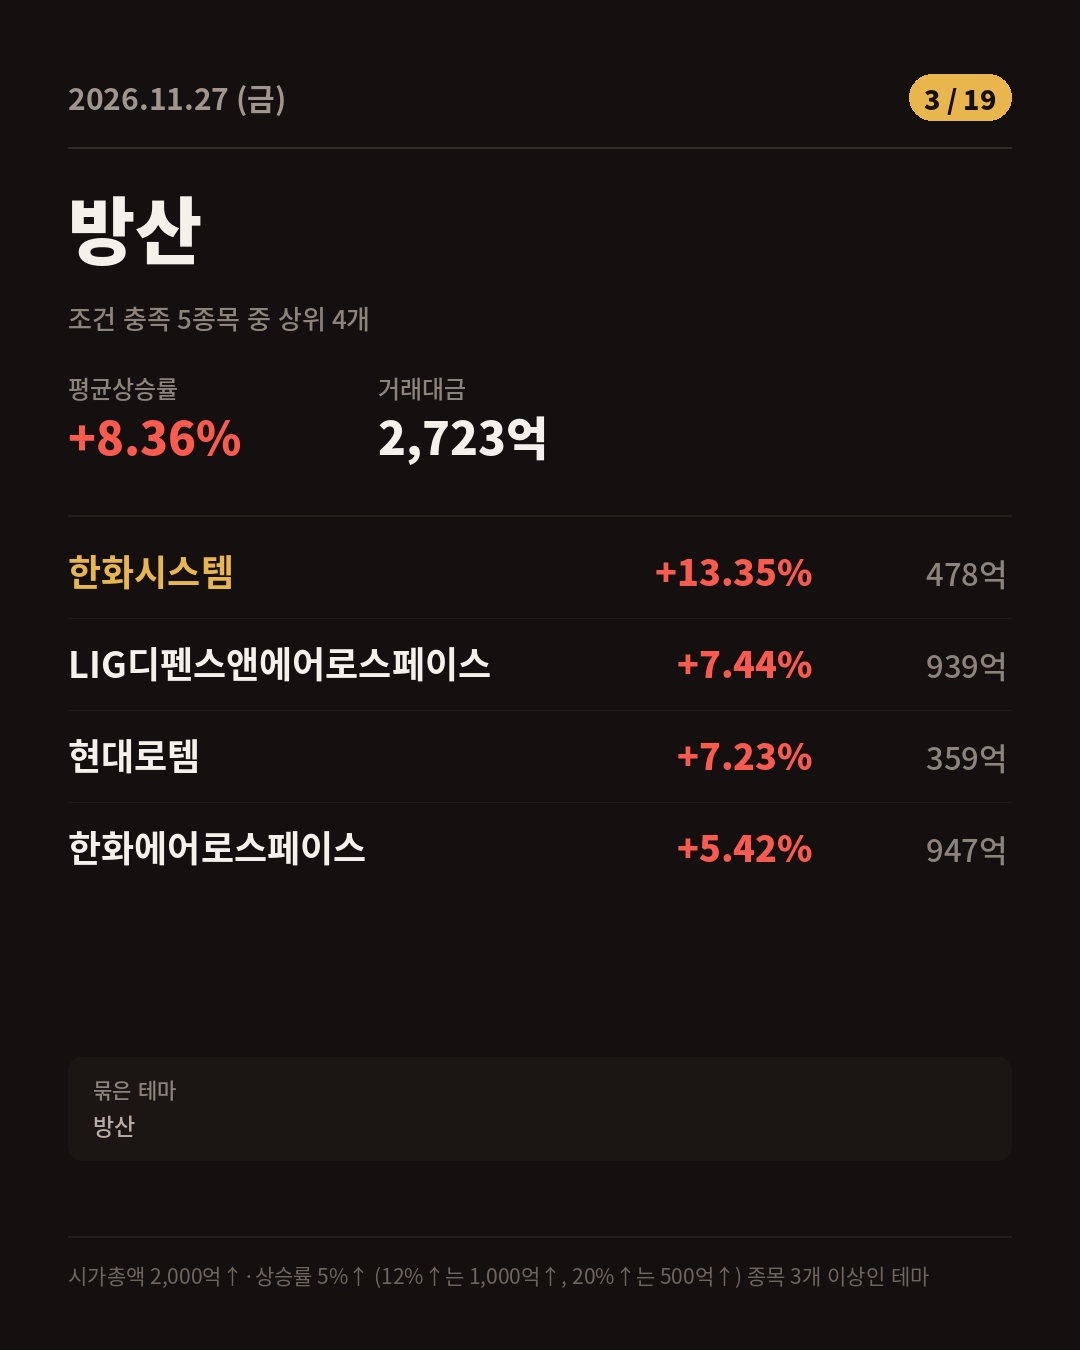 2026.11.27 (금)
3 / 19
방산
조건 충족 5종목 중 상위 4개
평균상승률 거래대금
+8.36% 2,723억
한화시스템 +13.35% 478억
LIG디펜스앤에어로스페이스 +7.44% 939억
현대로템 +7.23% 359억
한화에어로스페이스 +5.42% 947억
묶은 테마
방산
시가총액 2,000억↑ · 상승률 5%↑ (12%↑는 1,000억↑, 20%↑는 500억↑) 종목 3개 이상인 테마